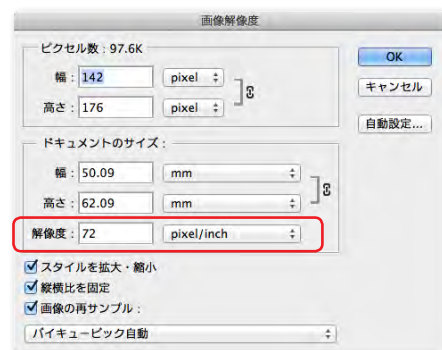 画像解像度
ピクセル数：97.6K
幅：142 pixel
高さ：176 pixel
OK
キャンセル
自動設定...
ドキュメントのサイズ：
幅：50.09 mm
高さ：62.09 mm
解像度：72 pixel/inch
スタイルを拡大・縮小
縦横比を固定
画像の再サンプル：
バイキュービック自動